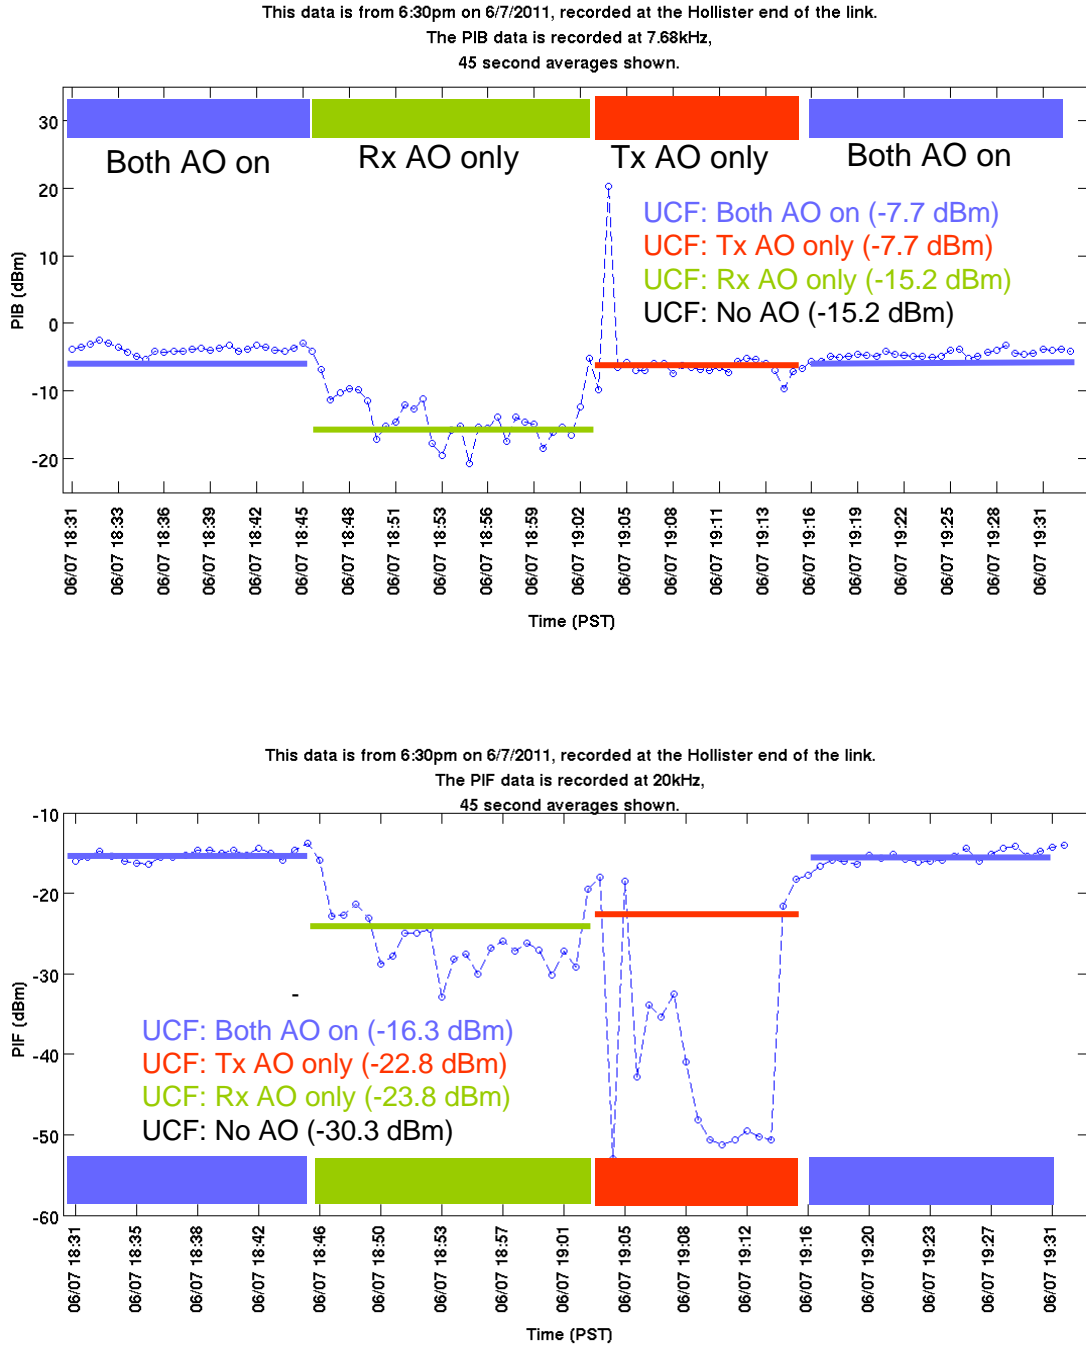 This data is from 6:30pm on 6/7/2011, recorded at the Hollister end of the link.
The PIB data is recorded at 7.68kHz,
45 second averages shown.
30
20
10
0
-10
-20
PIB (dBm)
Both AO on
Rx AO only
Tx AO only
Both AO on
UCF: Both AO on (-7.7 dBm)
UCF: Tx AO only (-7.7 dBm)
UCF: Rx AO only (-15.2 dBm)
UCF: No AO (-15.2 dBm)
06/07 18:31
06/07 18:33
06/07 18:36
06/07 18:39
06/07 18:42
06/07 18:45
06/07 18:48
06/07 18:51
06/07 18:53
06/07 18:56
06/07 18:59
06/07 19:02
06/07 19:05
06/07 19:08
06/07 19:11
06/07 19:13
06/07 19:16
06/07 19:19
06/07 19:22
06/07 19:25
06/07 19:28
06/07 19:31
Time (PST)
This data is from 6:30pm on 6/7/2011, recorded at the Hollister end of the link.
The PIF data is recorded at 20kHz,
45 second averages shown.
-10
-20
-30
-40
-50
-60
PIF (dBm)
-
UCF: Both AO on (-16.3 dBm)
UCF: Tx AO only (-22.8 dBm)
UCF: Rx AO only (-23.8 dBm)
UCF: No AO (-30.3 dBm)
06/07 18:31
06/07 18:35
06/07 18:38
06/07 18:42
06/07 18:46
06/07 18:50
06/07 18:53
06/07 18:57
06/07 19:01
06/07 19:05
06/07 19:08
06/07 19:12
06/07 19:16
06/07 19:20
06/07 19:23
06/07 19:27
06/07 19:31
Time (PST)